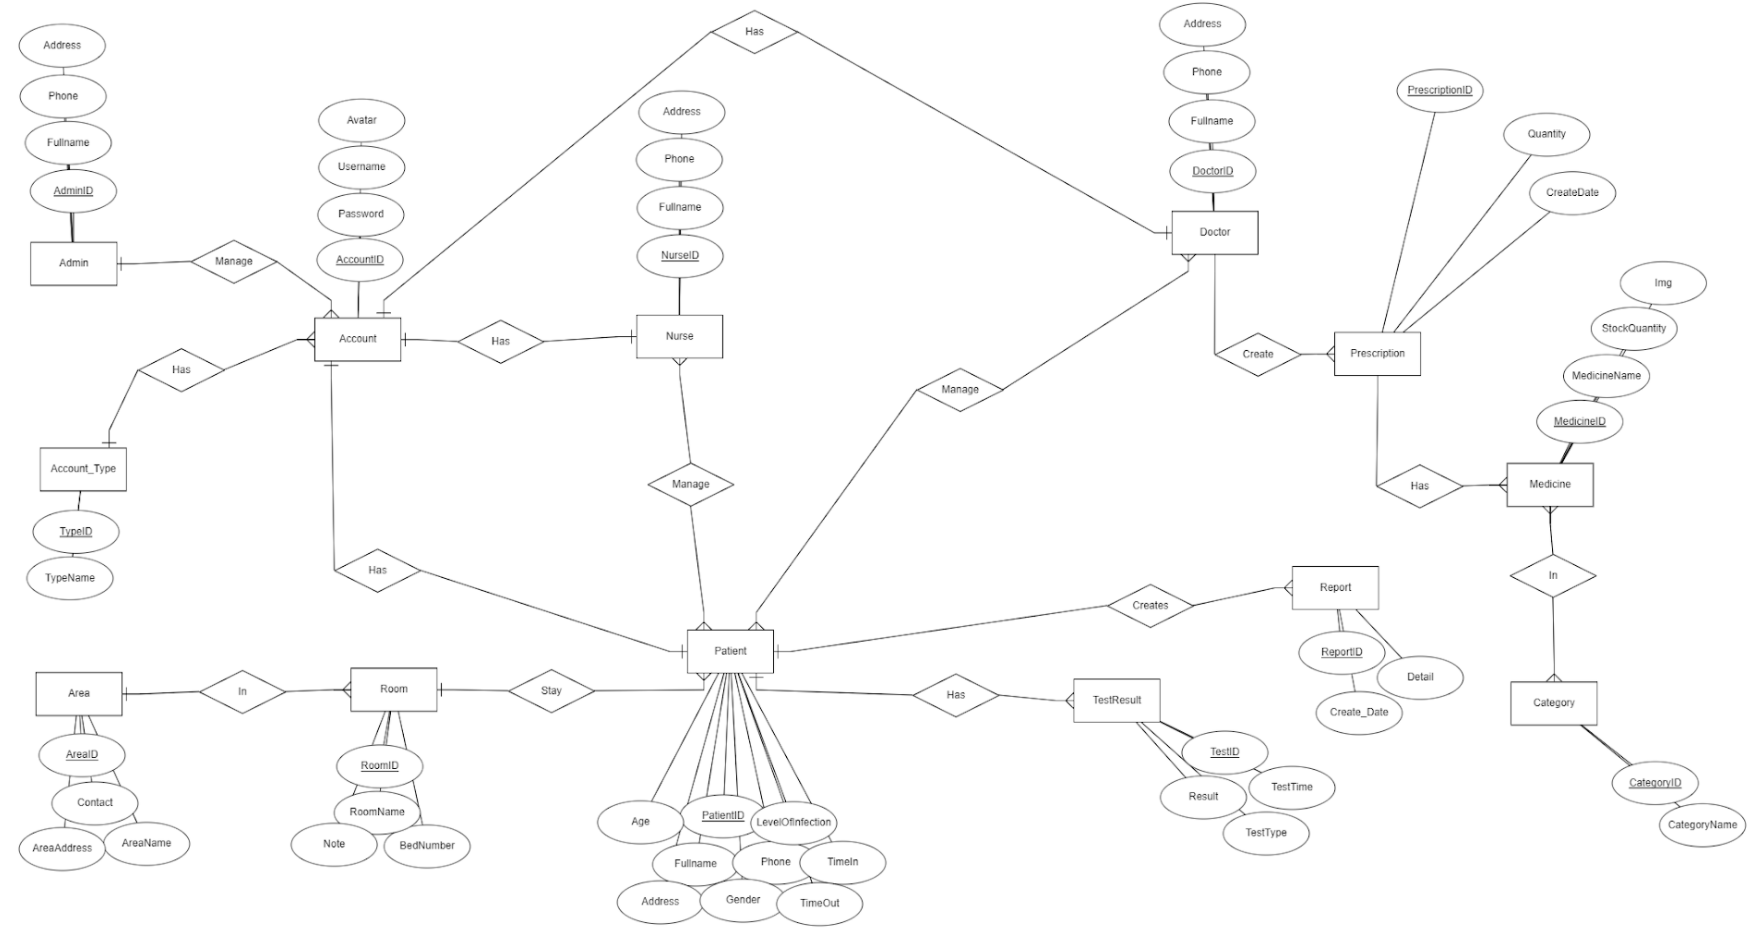 Address
Phone
Fullname
AdminID
Admin
Manage
Avatar
Username
Password
AccountID
Account
Has
Account_Type
TypeID
TypeName
Has
Address
Phone
Fullname
NurseID
Nurse
Has
Manage
Has
Address
Phone
Fullname
DoctorID
Doctor
Manage
Create
PrescriptionID
Quantity
CreateDate
Prescription
Has
Img
StockQuantity
MedicineName
MedicineID
Medicine
In
Category
CategoryID
CategoryName
Has
Patient
Creates
Report
ReportID
Detail
Create_Date
Has
TestResult
TestID
TestTime
Result
TestType
Area
In
Room
Stay
AreaID
Contact
AreaAddress
AreaName
RoomID
RoomName
Note
BedNumber
Age
PatientID
LevelOfInfection
Fullname
Phone
TimeIn
Address
Gender
TimeOut